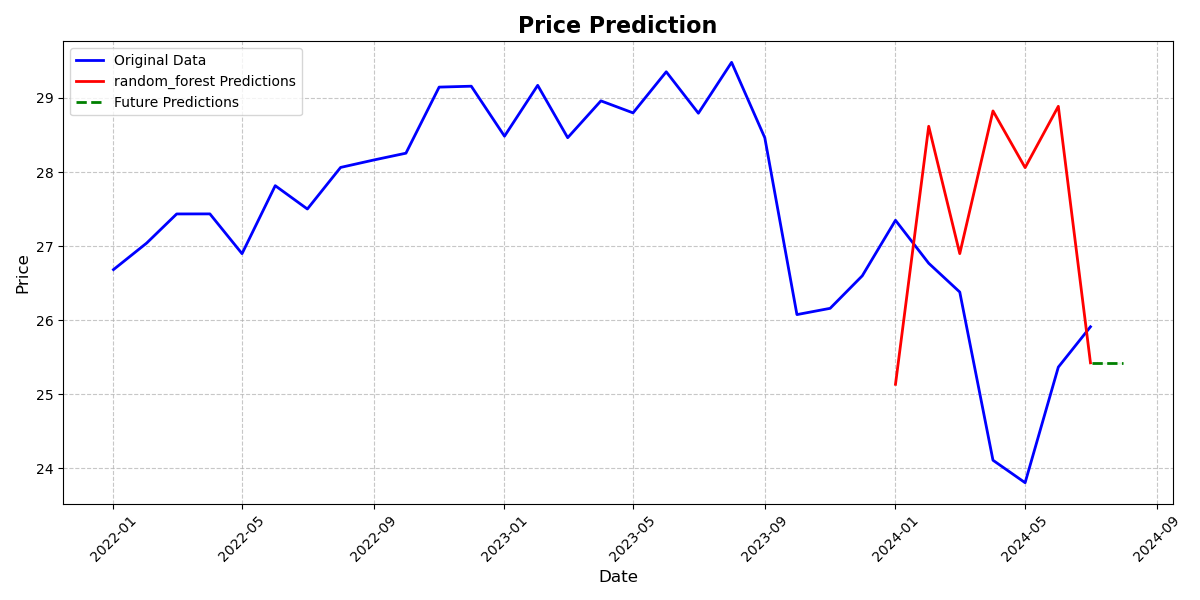 Price Prediction
Original Data
random_forest Predictions
Future Predictions
Price
29
28
27
26
25
24
2022-01
2022-05
2022-09
2023-01
2023-05
2023-09
2024-01
2024-05
2024-09
Date